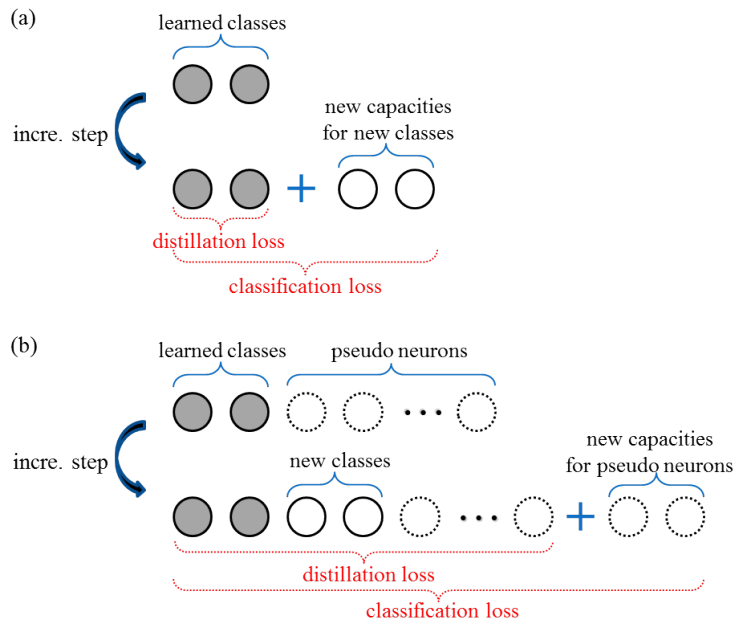 (a)
learned classes
incre. step
new capacities
for new classes
+
distillation loss
classification loss
(b)
learned classes
pseudo neurons
...
incre. step
new classes
new capacities
for pseudo neurons
...
+
distillation loss
classification loss